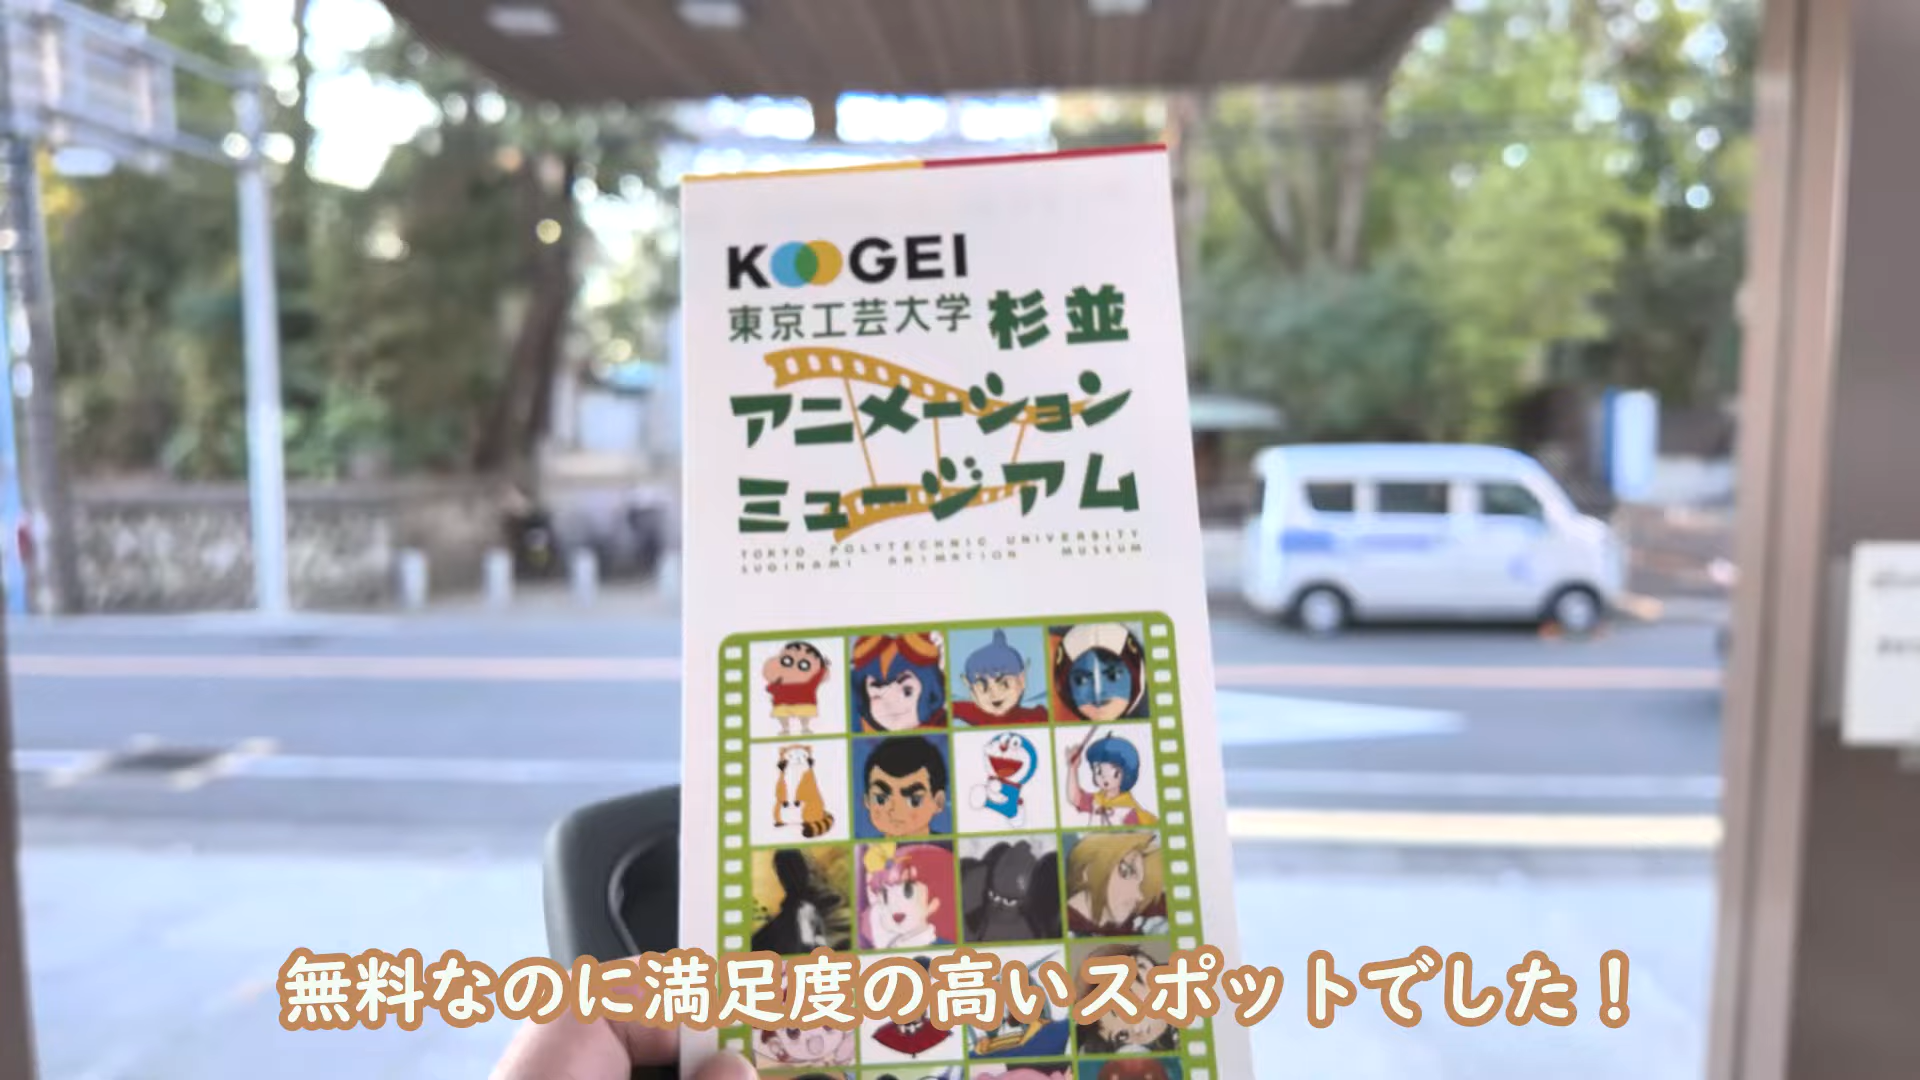 KOOGEI
東京工芸大学 杉並
アニメーション
ミュージアム
TOKYO POLYTECHNIC UNIVERSITY
SUGINAMI ANIMATION MUSEUM
無料なのに満足度の高いスポットでした！